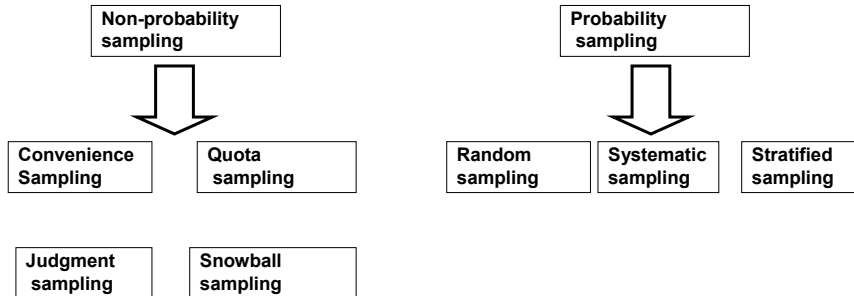 Non-probability
sampling
Probability
sampling
Convenience
Sampling
Quota
sampling
Random
sampling
Systematic
sampling
Stratified
sampling
Judgment
sampling
Snowball
sampling